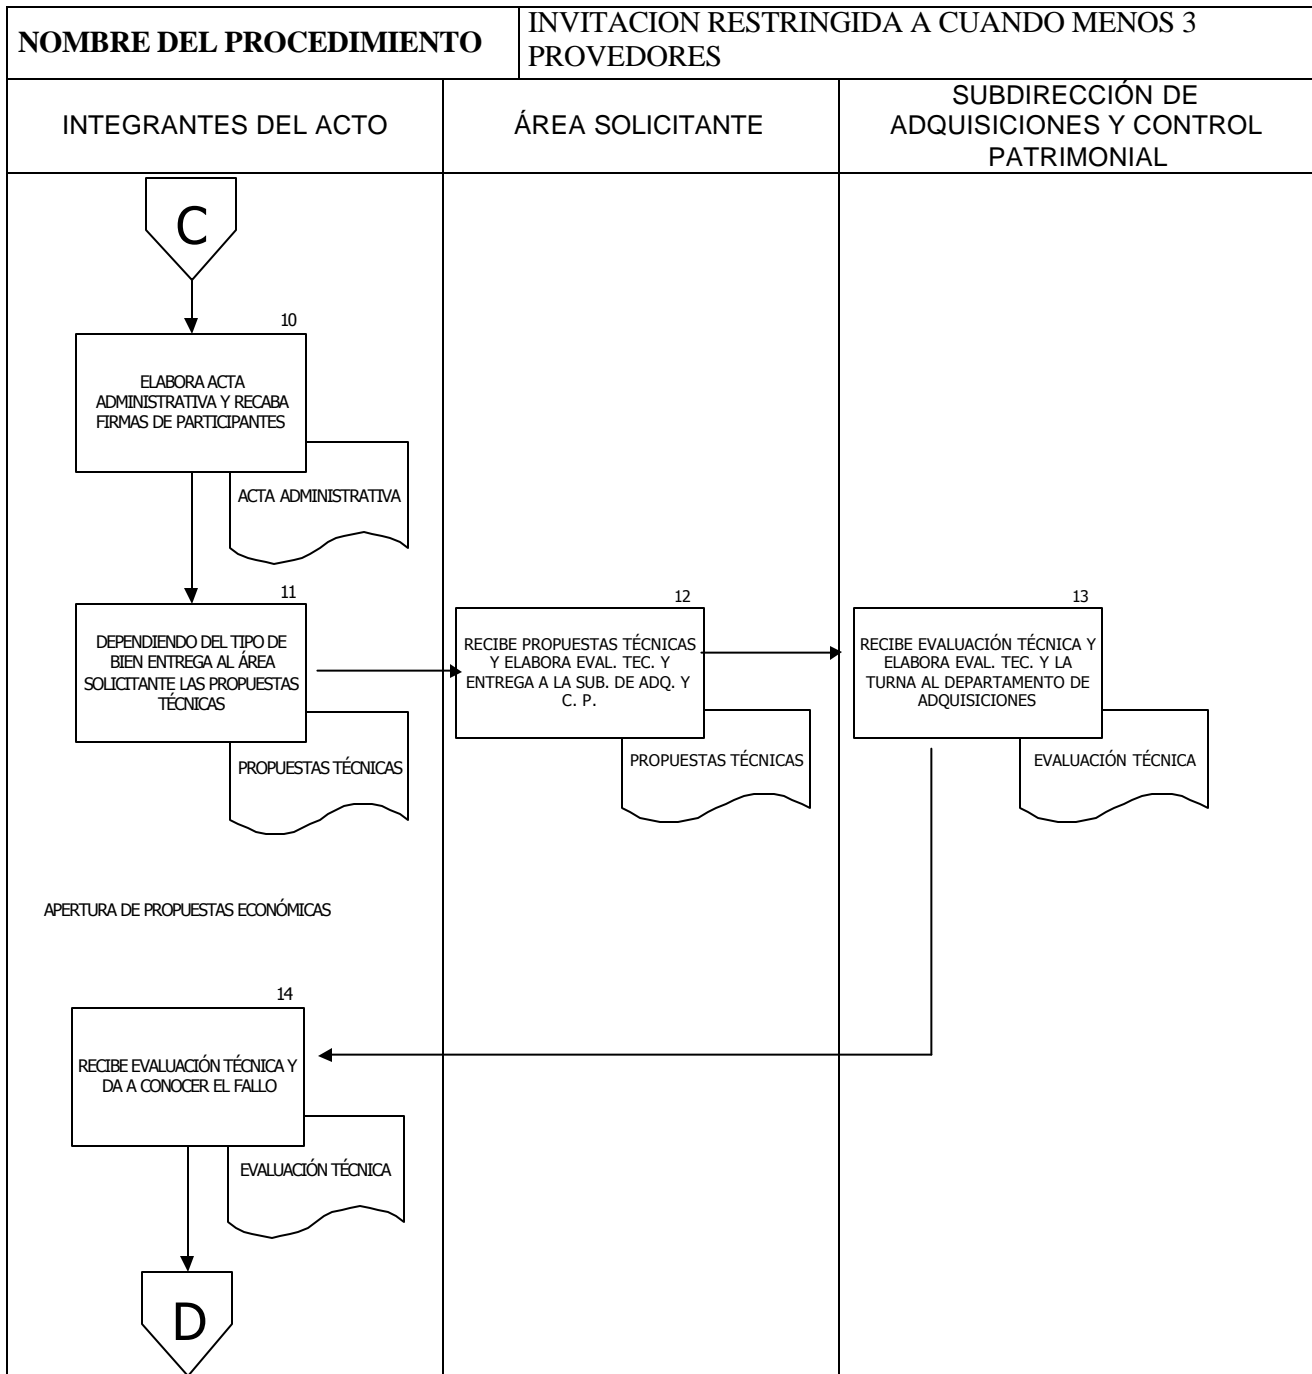 NOMBRE DEL PROCEDIMIENTO
INVITACION RESTRINGIDA A CUANDO MENOS 3
PROVEDORES
INTEGRANTES DEL ACTO
ÁREA SOLICITANTE
SUBDIRECCIÓN DE
ADQUISICIONES Y CONTROL
PATRIMONIAL
C
10
ELABORA ACTA
ADMINISTRATIVA Y RECABA
FIRMAS DE PARTICIPANTES
ACTA ADMINISTRATIVA
11
DEPENDIENDO DEL TIPO DE
BIEN ENTREGA AL ÁREA
SOLICITANTE LAS PROPUESTAS
TÉCNICAS
PROPUESTAS TÉCNICAS
12
RECIBE PROPUESTAS TÉCNICAS
Y ELABORA EVAL. TEC. Y
ENTREGA A LA SUB. DE ADQ. Y
C. P.
PROPUESTAS TÉCNICAS
13
RECIBE EVALUACIÓN TÉCNICA Y
ELABORA EVAL. TEC. Y LA
TURNA AL DEPARTAMENTO DE
ADQUISICIONES
EVALUACIÓN TÉCNICA
APERTURA DE PROPUESTAS ECONÓMICAS
14
RECIBE EVALUACIÓN TÉCNICA Y
DA A CONOCER EL FALLO
EVALUACIÓN TÉCNICA
D